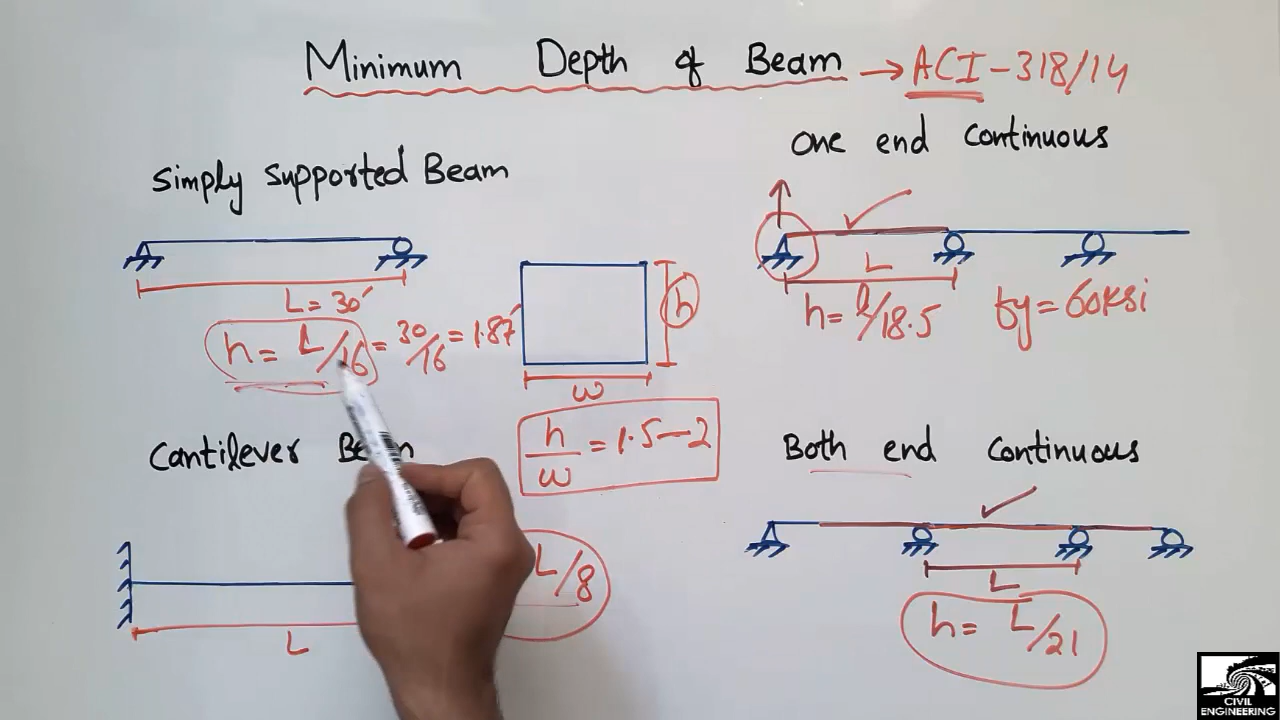 Minimum Depth of Beam → ACI-318/14
Simply Supported Beam
L = 30'
h = L/16 = 30/16 = 1.87'
h
w
h/w = 1.5 — 2
Cantilever
L
L/8
One end Continuous
L
h = l/18.5 fy = 60ksi
Both end Continuous
L
h = L/21
CIVIL
ENGINEERING